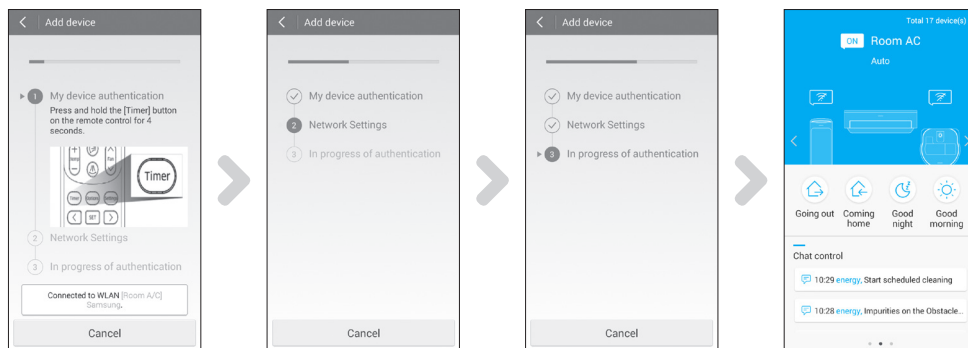 Add device
1 My device authentication
Press and hold the [Timer] button
on the remote control for 4
seconds.
Temp
Fan
Timer
Timer
SET
2 Network Settings
3 In progress of authentication
Connected to WLAN [Room A/C]
Samsung.
Cancel
Add device
My device authentication
2 Network Settings
3 In progress of authentication
Cancel
Add device
My device authentication
Network Settings
3 In progress of authentication
Cancel
Total 17 device(s)
ON Room AC
Auto
Going out
Coming
home
Good
night
Good
morning
Chat control
10:29 energy, Start scheduled cleaning
10:28 energy, Impurities on the Obstacle...